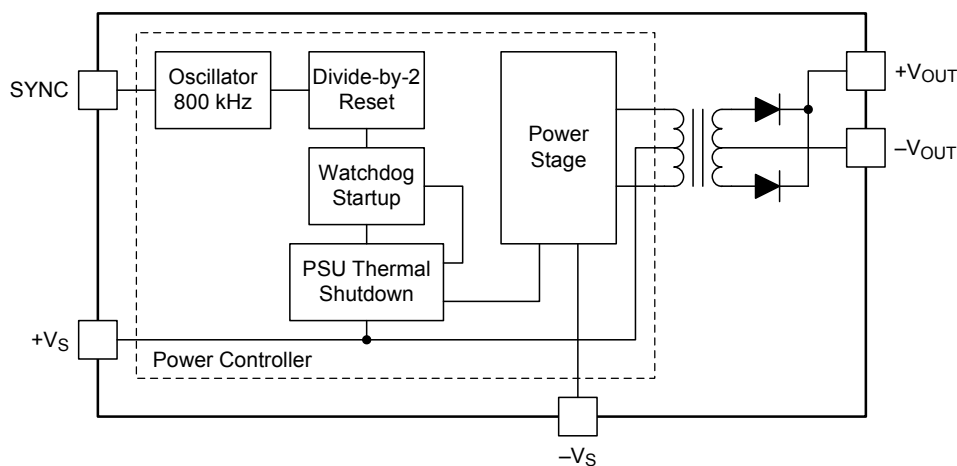 SYNC
Oscillator
800 kHz
Divide-by-2
Reset
Watchdog
Startup
PSU Thermal
Shutdown
Power
Stage
+VOUT
–VOUT
+VS
Power Controller
–VS